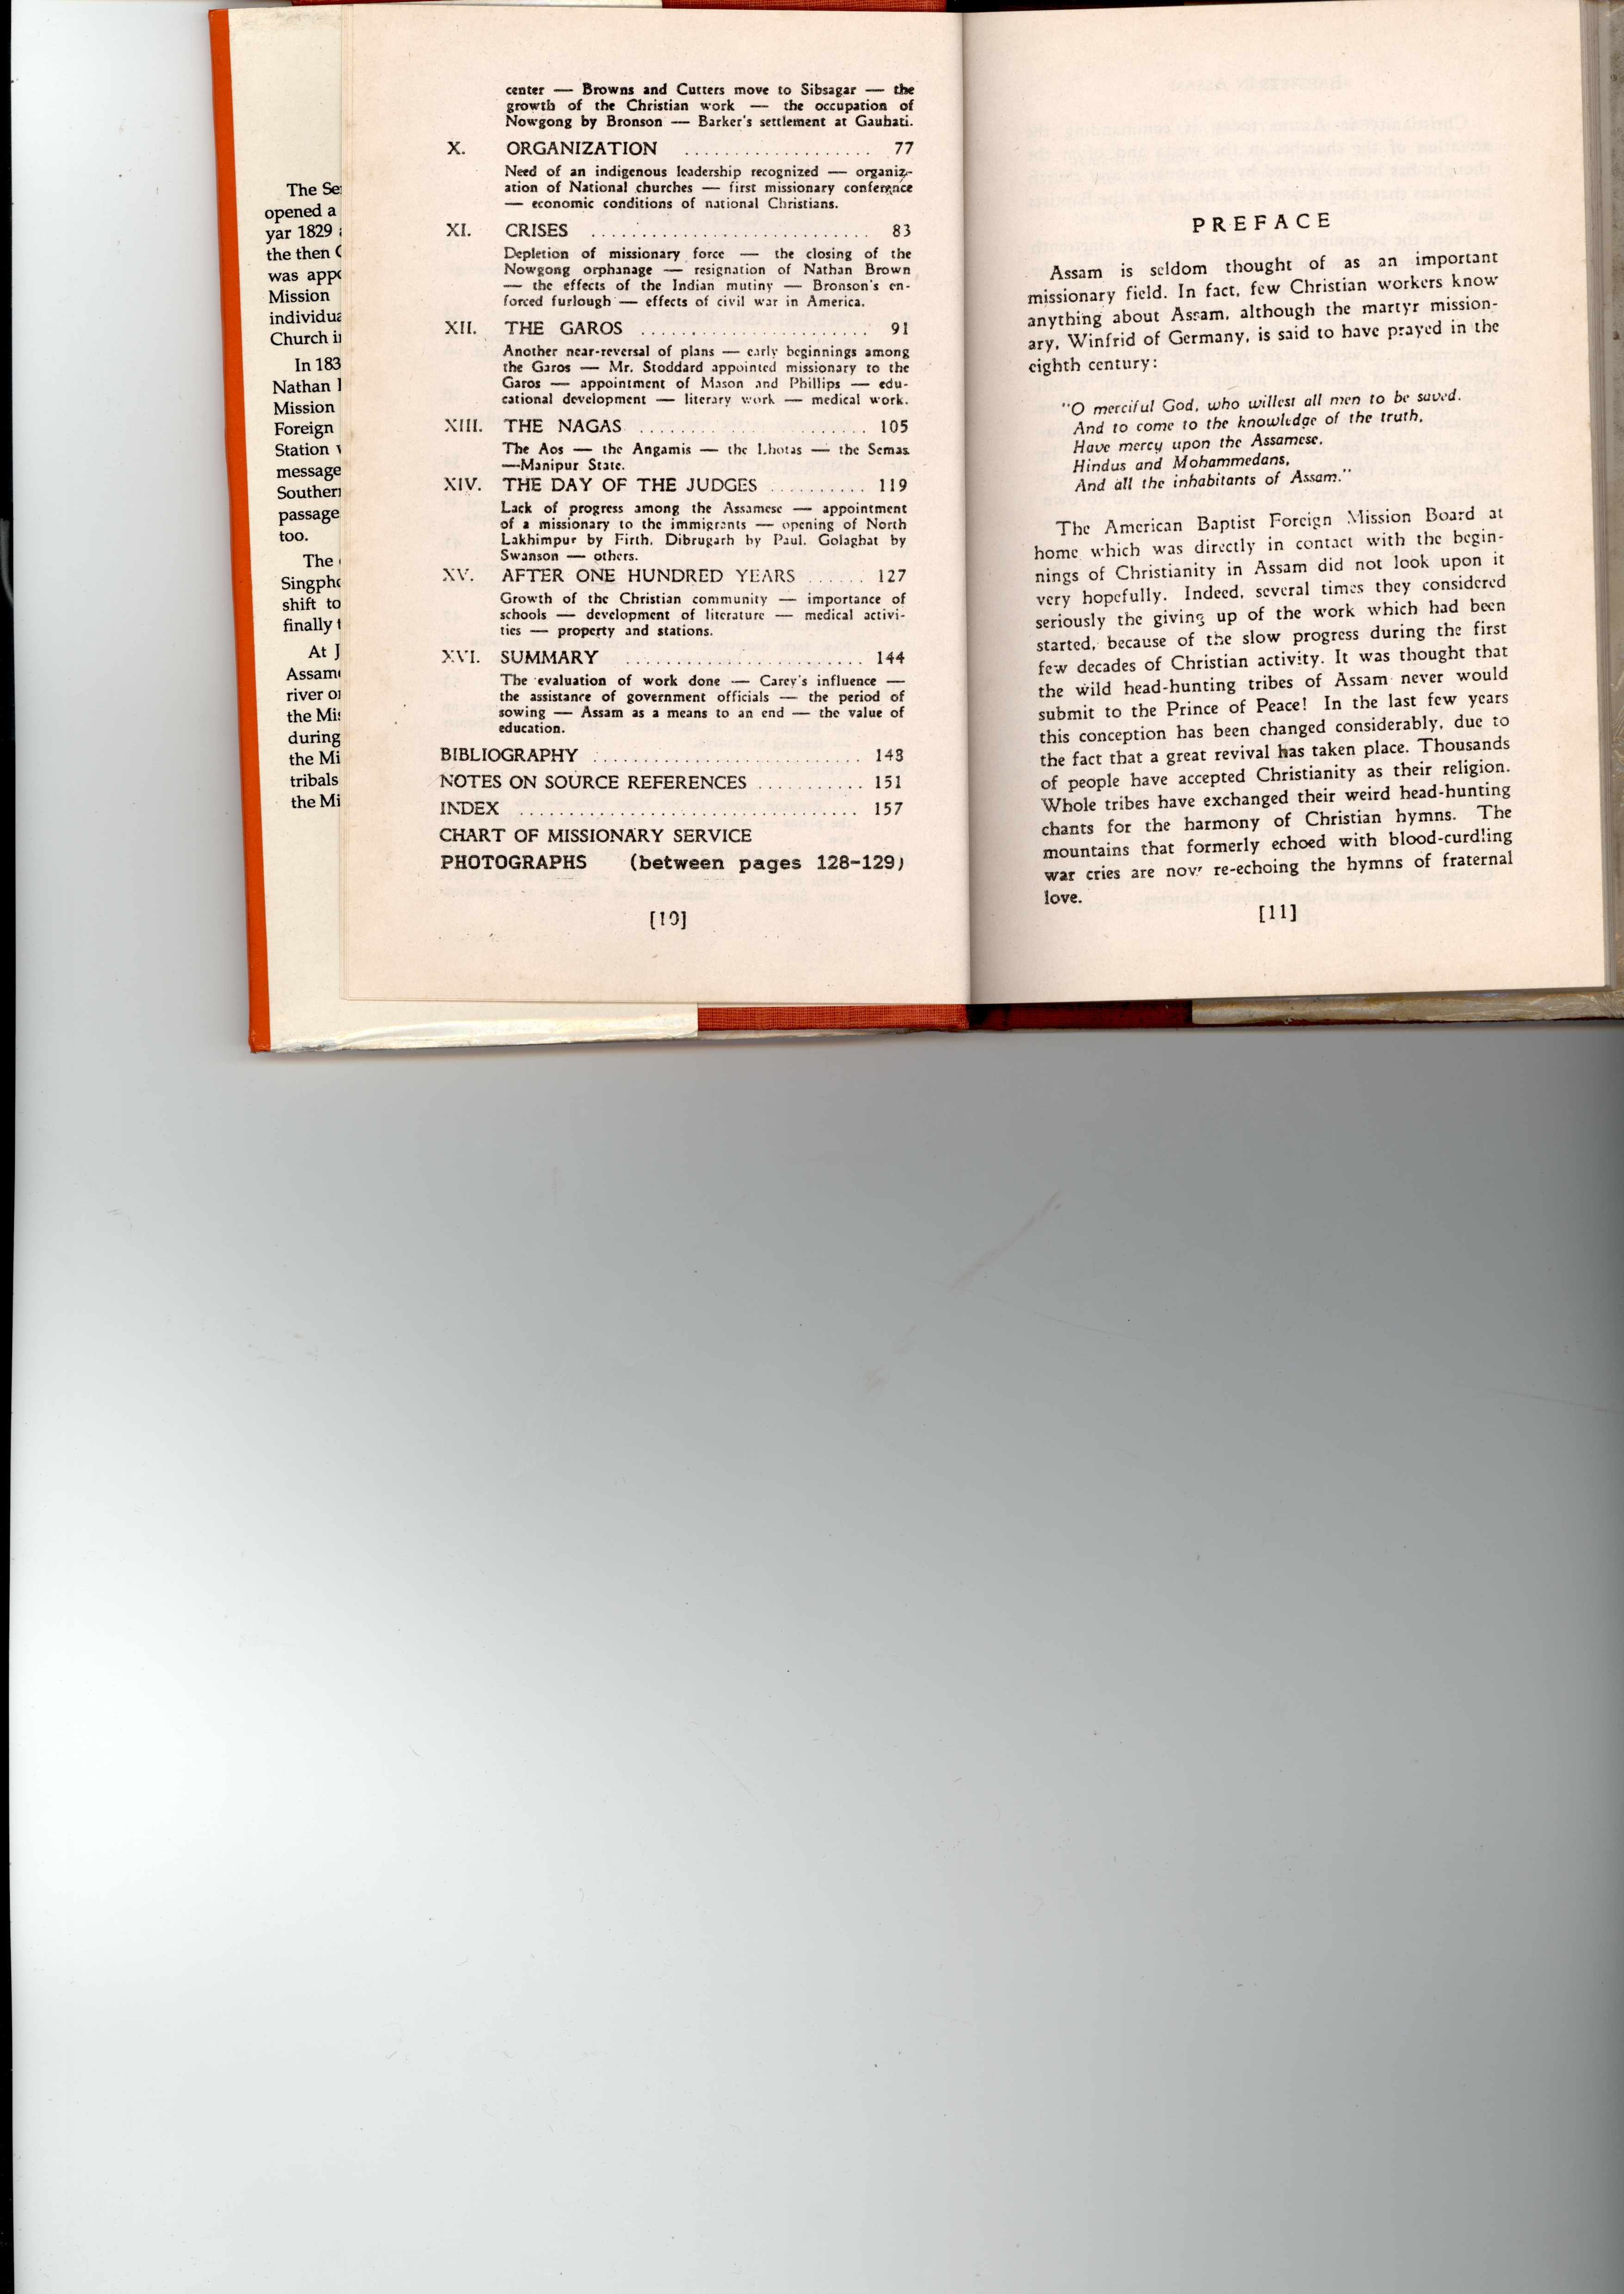 The Se
opened a
yar 1829
the then
was appo
Mission
individua
Church i
In 183
Nathan
Mission
Foreign
Station
message
Southern
passage
too.
The
Singpho
shift to
finally t
At J
Assam
river o
the Mis
during
the Mi
tribals
the Mi
center — Browns and Cutters move to Sibsagar — the
growth of the Christian work — the occupation of
Nowgong by Bronson — Barker's settlement at Gauhati.
X. ORGANIZATION ................... 77
Need of an indigenous leadership recognized — organiz-
ation of National churches — first missionary conference
— economic conditions of national Christians.
XI. CRISES ........................... 83
Depletion of missionary force — the closing of the
Nowgong orphanage — resignation of Nathan Brown
— the effects of the Indian mutiny — Bronson's en-
forced furlough — effects of civil war in America.
XII. THE GAROS ....................... 91
Another near-reversal of plans — early beginnings among
the Garos — Mr. Stoddard appointed missionary to the
Garos — appointment of Mason and Phillips — edu-
cational development — literary work — medical work.
XIII. THE NAGAS ...................... 105
The Aos — the Angamis — the Lhotas — the Semas
—Manipur State.
XIV. THE DAY OF THE JUDGES .......... 119
Lack of progress among the Assamese — appointment
of a missionary to the immigrants — opening of North
Lakhimpur by Firth, Dibrugarh by Paul, Golaghat by
Swanson — others.
XV. AFTER ONE HUNDRED YEARS ...... 127
Growth of the Christian community — importance of
schools — development of literature — medical activi-
ties — property and stations.
XVI. SUMMARY ........................ 144
The evaluation of work done — Carey's influence —
the assistance of government officials — the period of
sowing — Assam as a means to an end — the value of
education.
BIBLIOGRAPHY ........................... 148
NOTES ON SOURCE REFERENCES ........... 151
INDEX .................................. 157
CHART OF MISSIONARY SERVICE
PHOTOGRAPHS (between pages 128-129)
[10]
PREFACE
Assam is seldom thought of as an important
missionary field. In fact, few Christian workers know
anything about Assam, although the martyr mission-
ary, Winfrid of Germany, is said to have prayed in the
eighth century:
"O merciful God, who willest all men to be saved.
And to come to the knowledge of the truth,
Have mercy upon the Assamese.
Hindus and Mohammedans,
And all the inhabitants of Assam."
The American Baptist Foreign Mission Board at
home which was directly in contact with the begin-
nings of Christianity in Assam did not look upon it
very hopefully. Indeed, several times they considered
seriously the giving up of the work which had been
started, because of the slow progress during the first
few decades of Christian activity. It was thought that
the wild head-hunting tribes of Assam never would
submit to the Prince of Peace! In the last few years
this conception has been changed considerably, due to
the fact that a great revival has taken place. Thousands
of people have accepted Christianity as their religion.
Whole tribes have exchanged their weird head-hunting
chants for the harmony of Christian hymns. The
mountains that formerly echoed with blood-curdling
war cries are now re-echoing the hymns of fraternal
love.
[11]